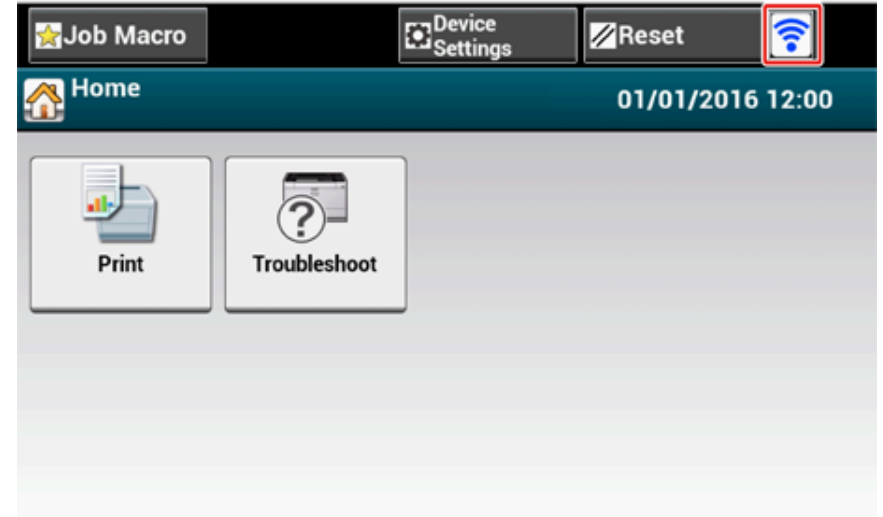 Job Macro
Device
Settings
Reset
Home
01/01/2016 12:00
?
Print
Troubleshoot